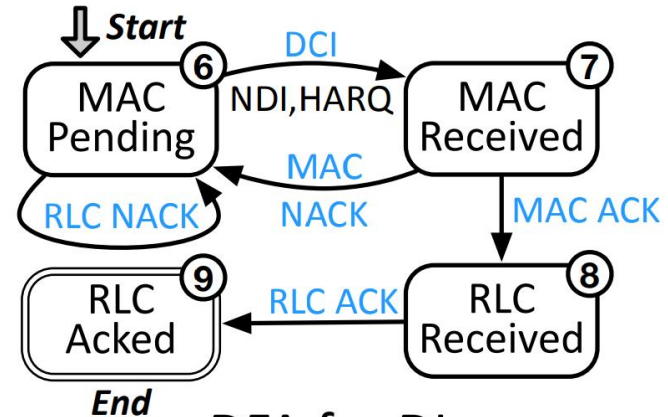 Start
6
DCI
7
MAC
Pending
NDI,HARQ
MAC
Received
MAC
NACK
RLC NACK
MAC ACK
9
8
RLC
Acked
RLC ACK
RLC
Received
End